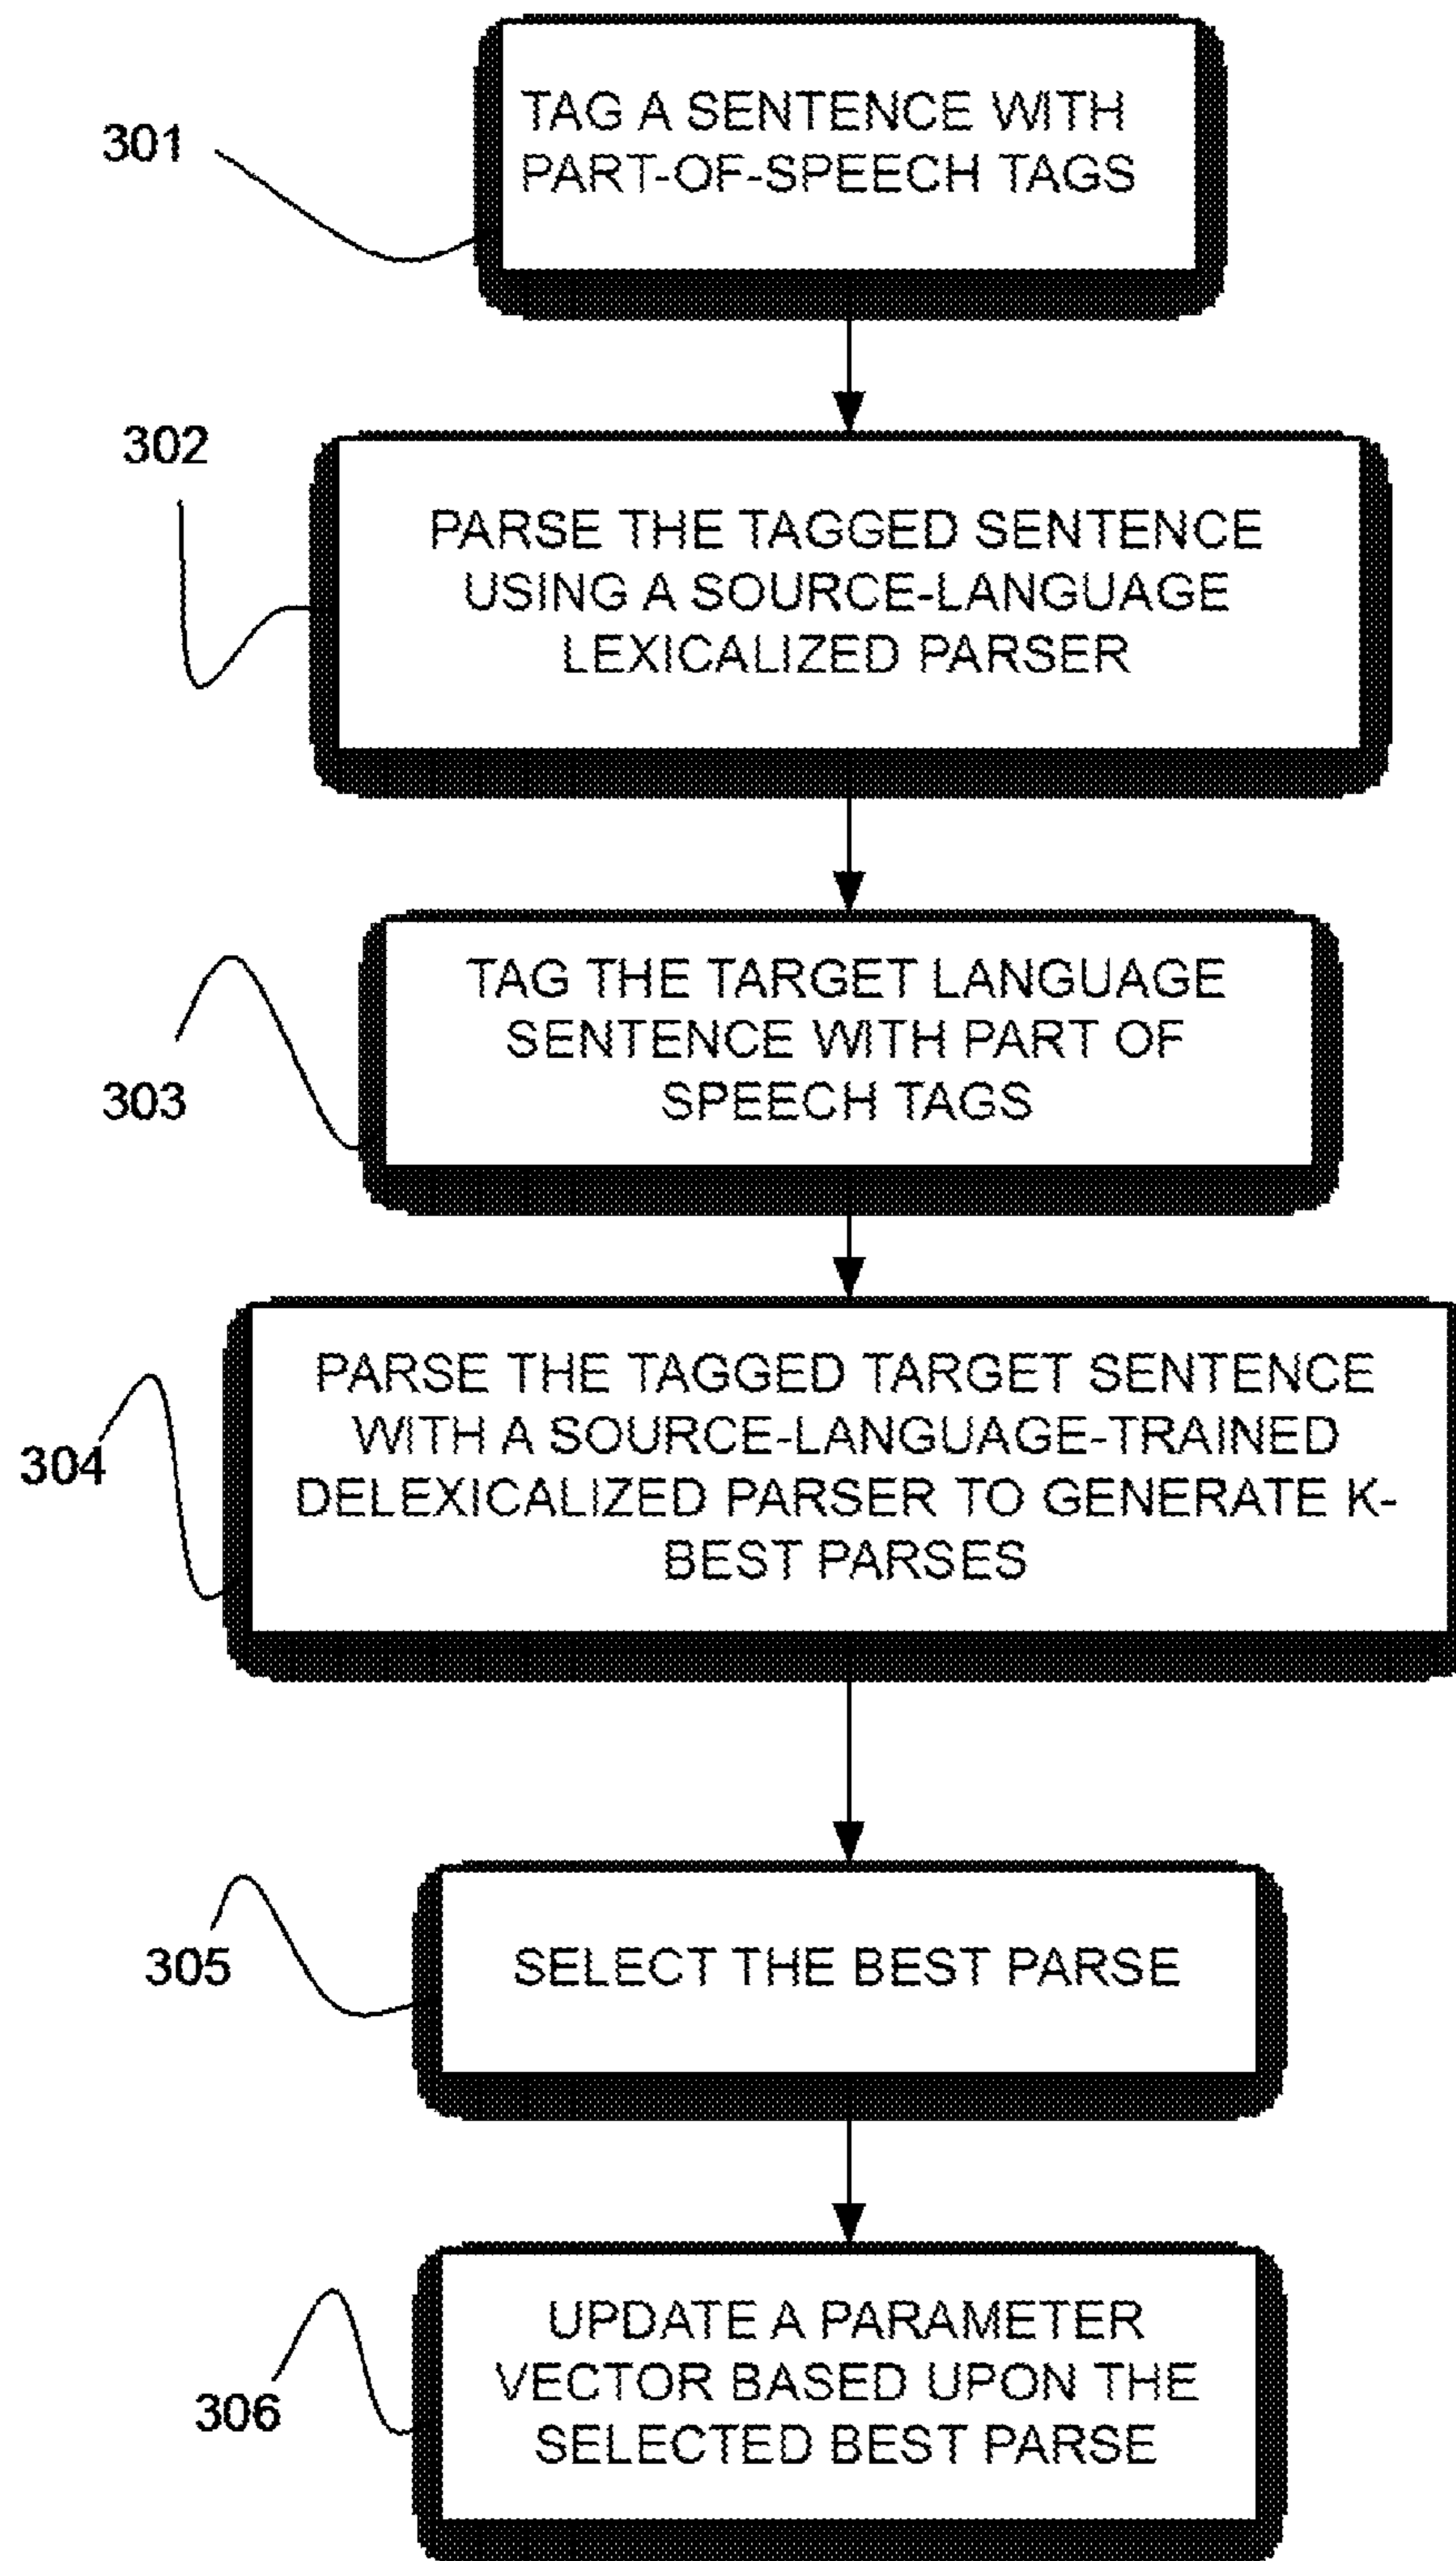 301
TAG A SENTENCE WITH
PART-OF-SPEECH TAGS
302
PARSE THE TAGGED SENTENCE
USING A SOURCE-LANGUAGE
LEXICALIZED PARSER
303
TAG THE TARGET LANGUAGE
SENTENCE WITH PART OF
SPEECH TAGS
304
PARSE THE TAGGED TARGET SENTENCE
WITH A SOURCE-LANGUAGE-TRAINED
DELEXICALIZED PARSER TO GENERATE K-
BEST PARSES
305
SELECT THE BEST PARSE
306
UPDATE A PARAMETER
VECTOR BASED UPON THE
SELECTED BEST PARSE